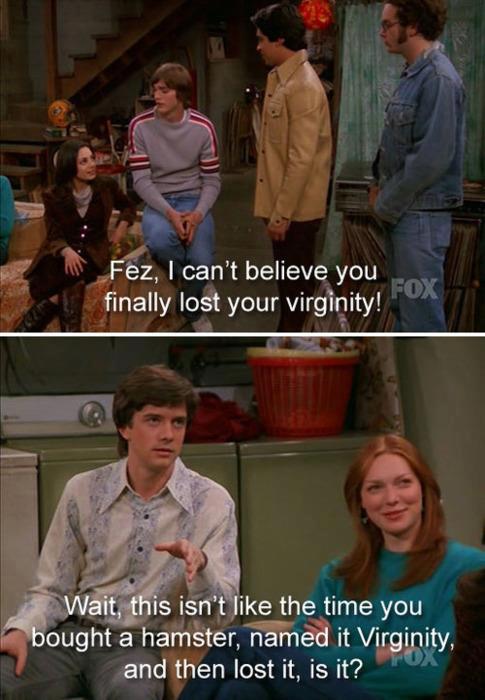 Fez, I can't believe you
finally lost your virginity!
FOX
Wait, this isn't like the time you
bought a hamster, named it Virginity,
and then lost it, is it?
FOX